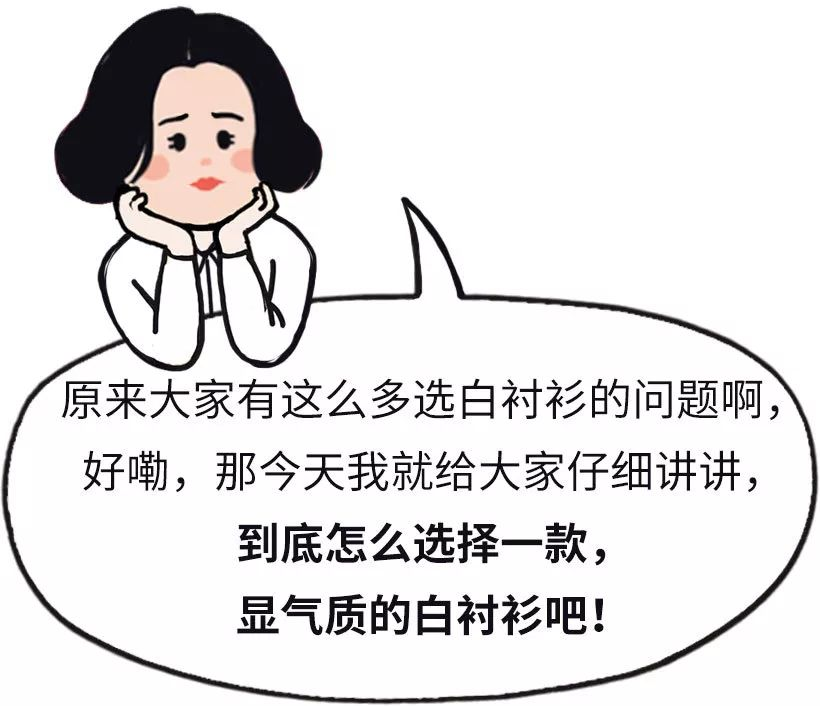 原来大家有这么多选白衬衫的问题啊，
好嘞，那今天我就给大家仔细讲讲，
到底怎么选择一款，
显气质的白衬衫吧！